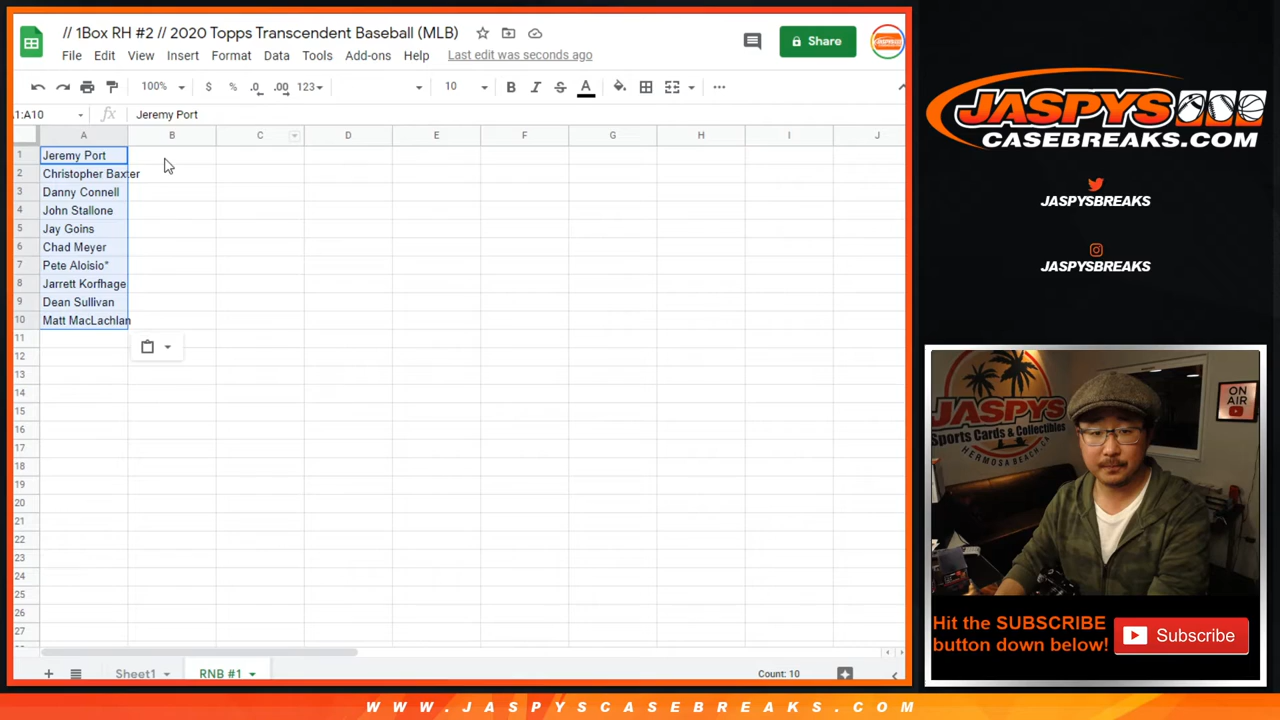 // 1Box RH #2 // 2020 Topps Transcendent Baseball (MLB)
File Edit View Insert Format Data Tools Add-ons Help Last edit was seconds ago
Share
100% $ % .0 .00 123 10 B I S A
1:A10 fx Jeremy Port
A B C D E F G H I J
1 Jeremy Port
2 Christopher Baxter
3 Danny Connell
4 John Stallone
5 Jay Goins
6 Chad Meyer
7 Pete Aloisio*
8 Jarrett Korfhage
9 Dean Sullivan
10 Matt MacLachlan
11
12
13
14
15
16
17
18
19
20
21
22
23
24
25
26
27
Sheet1 RNB #1 Count: 10
JASPYS
CASEBREAKS.COM
JASPYSBREAKS
JASPYSBREAKS
JASPYS
Sports Cards & Collectibles
HERMOSA BEACH, CA
ON
AIR
Hit the SUBSCRIBE
button down below!
Subscribe
WWW.JASPYSCASEBREAKS.COM